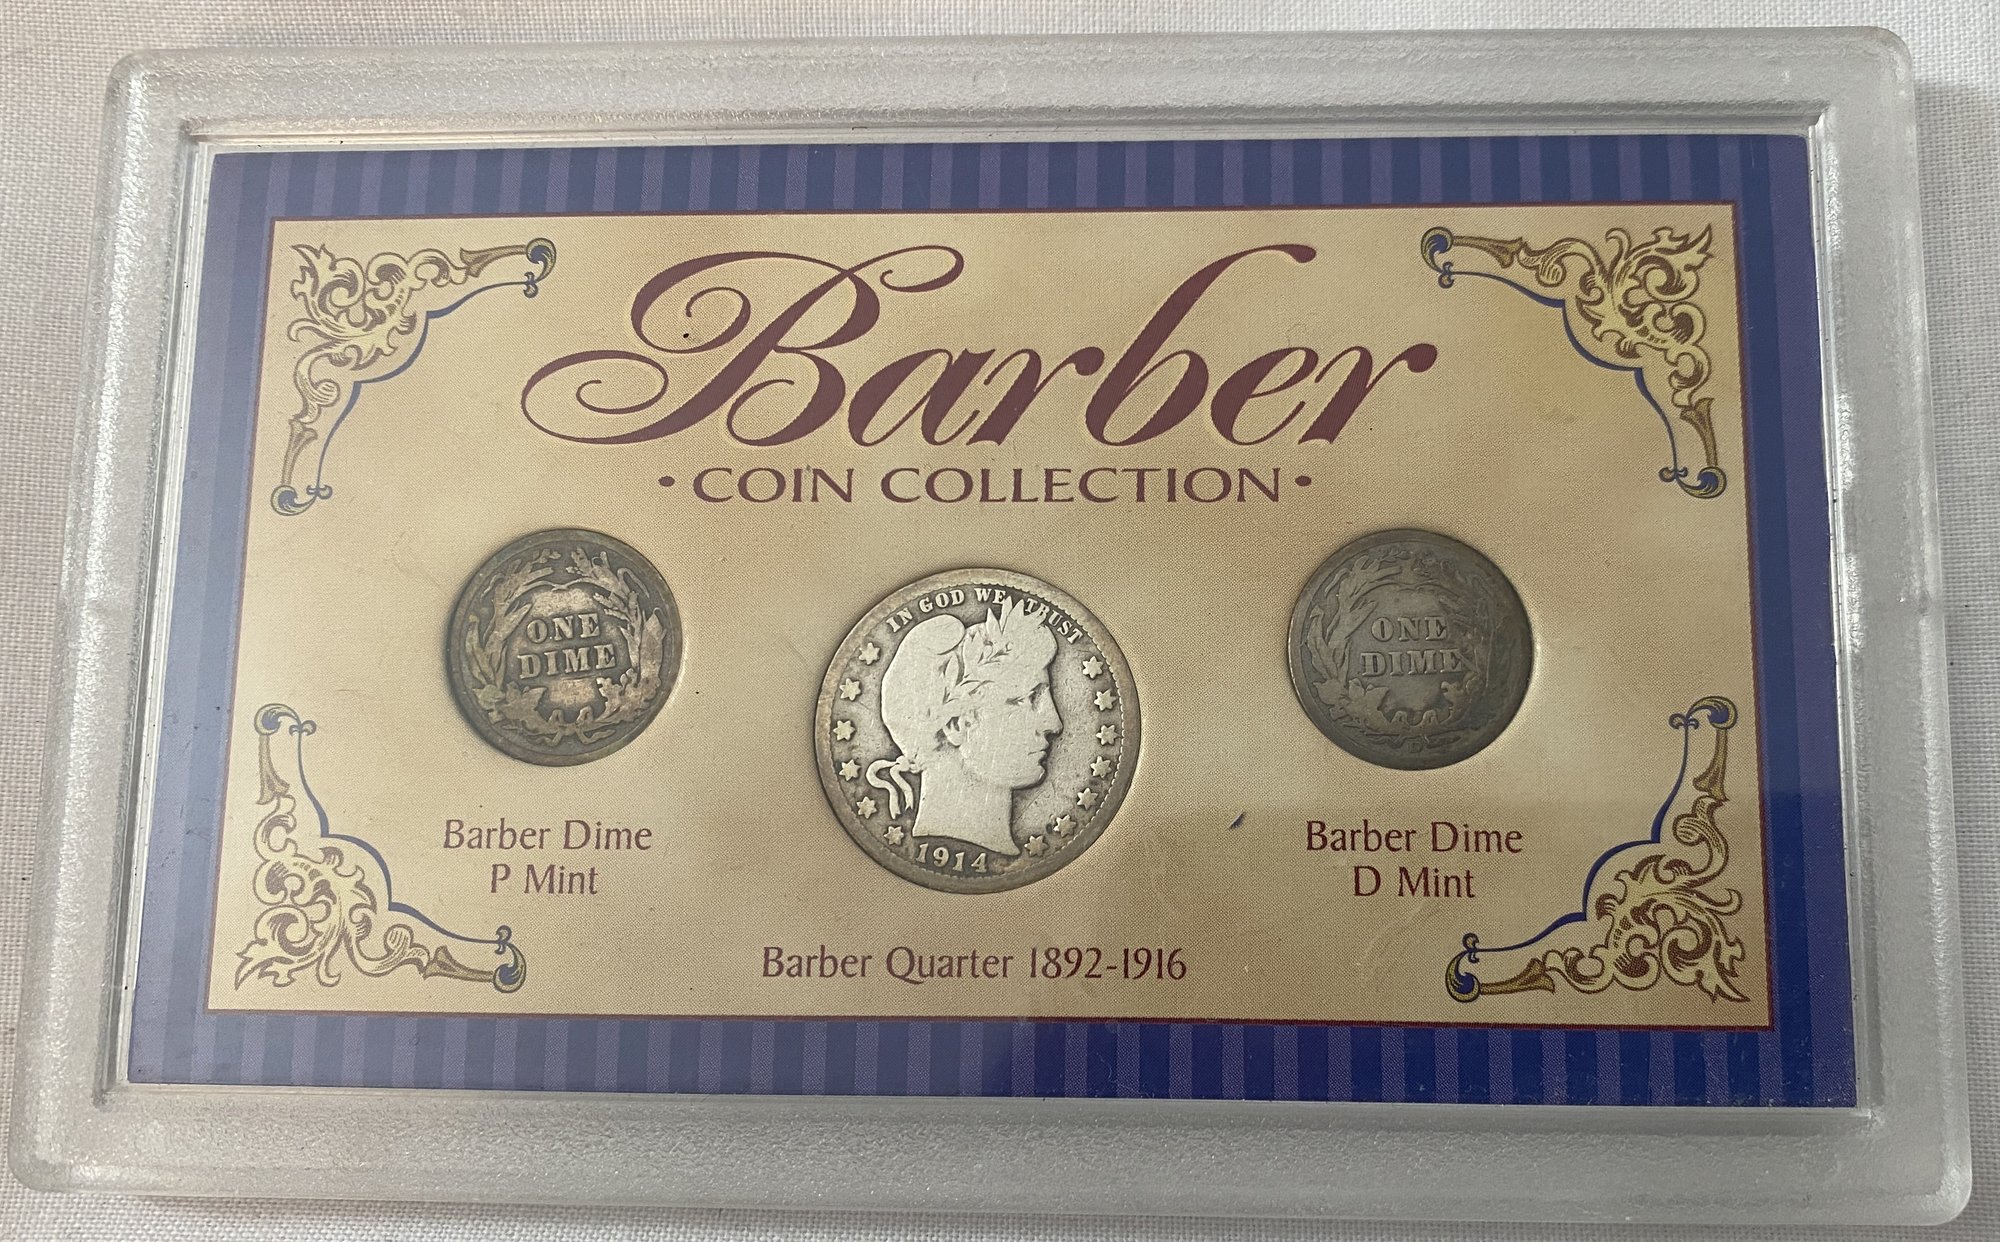 Barber
· COIN COLLECTION ·
ONE
DIME
Barber Dime
P Mint
IN GOD WE TRUST
1914
Barber Quarter 1892-1916
ONE
DIME
D
Barber Dime
D Mint